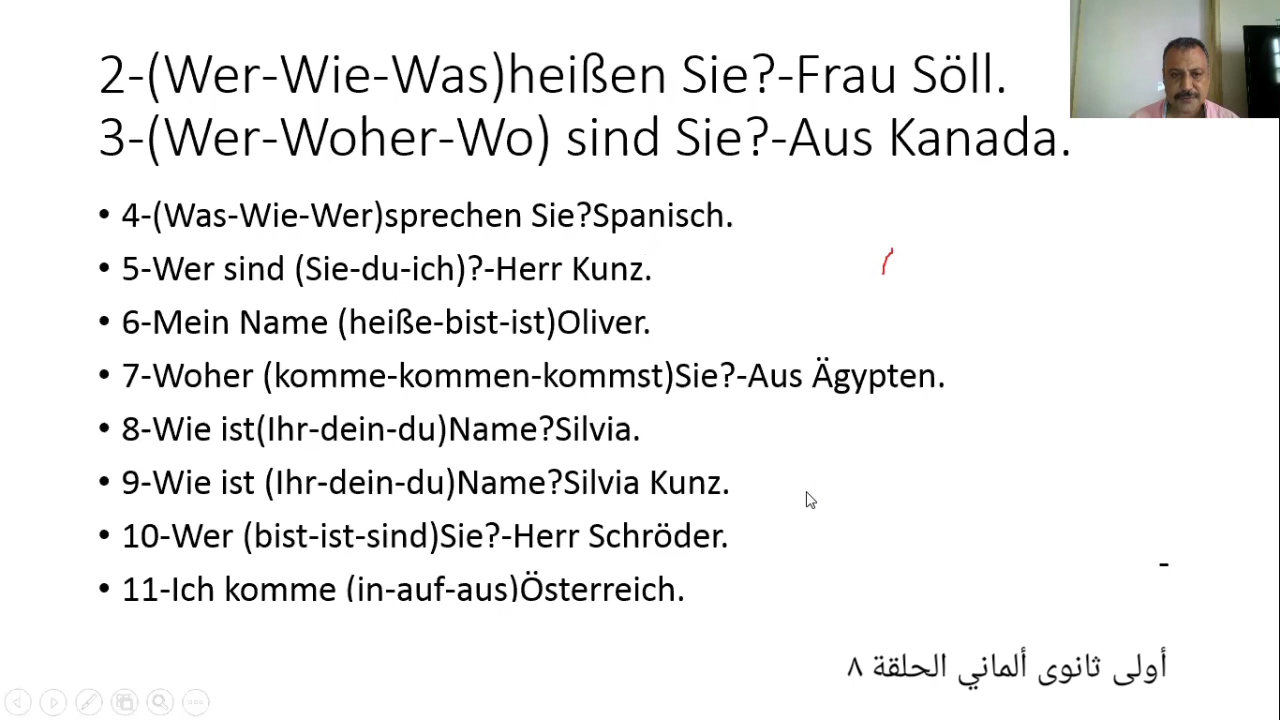 2-(Wer-Wie-Was)heißen Sie?-Frau Söll.
3-(Wer-Woher-Wo) sind Sie?-Aus Kanada.
• 4-(Was-Wie-Wer)sprechen Sie?Spanisch.
• 5-Wer sind (Sie-du-ich)?-Herr Kunz.
• 6-Mein Name (heiße-bist-ist)Oliver.
• 7-Woher (komme-kommen-kommst)Sie?-Aus Ägypten.
• 8-Wie ist(Ihr-dein-du)Name?Silvia.
• 9-Wie ist (Ihr-dein-du)Name?Silvia Kunz.
• 10-Wer (bist-ist-sind)Sie?-Herr Schröder.
-
• 11-Ich komme (in-auf-aus)Österreich.
أولى ثانوى ألماني الحلقة ٨